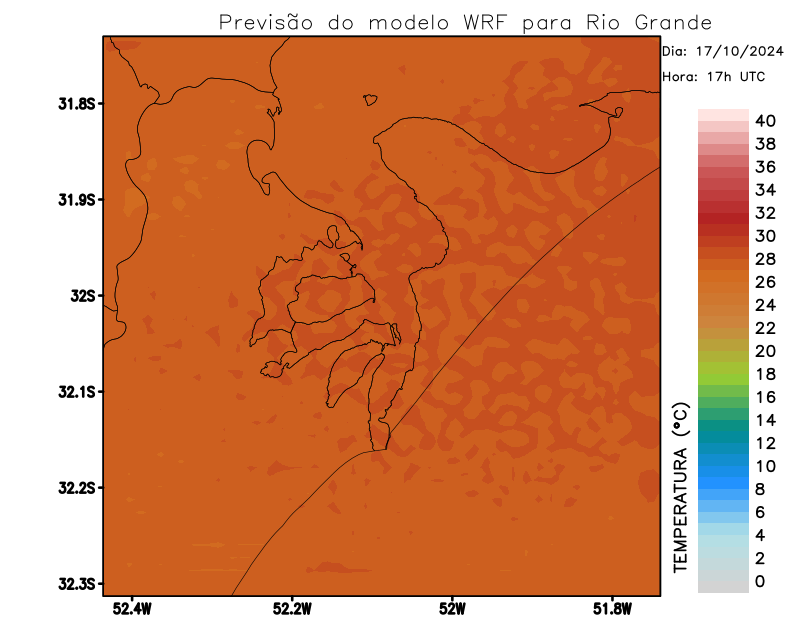 Previsão do modelo WRF para Rio Grande
Dia: 17/10/2024
Hora: 17h UTC
31.8S
31.9S
32S
32.1S
32.2S
32.3S
52.4W
52.2W
52W
51.8W
TEMPERATURA (°C)
40
38
36
34
32
30
28
26
24
22
20
18
16
14
12
10
8
6
4
2
0